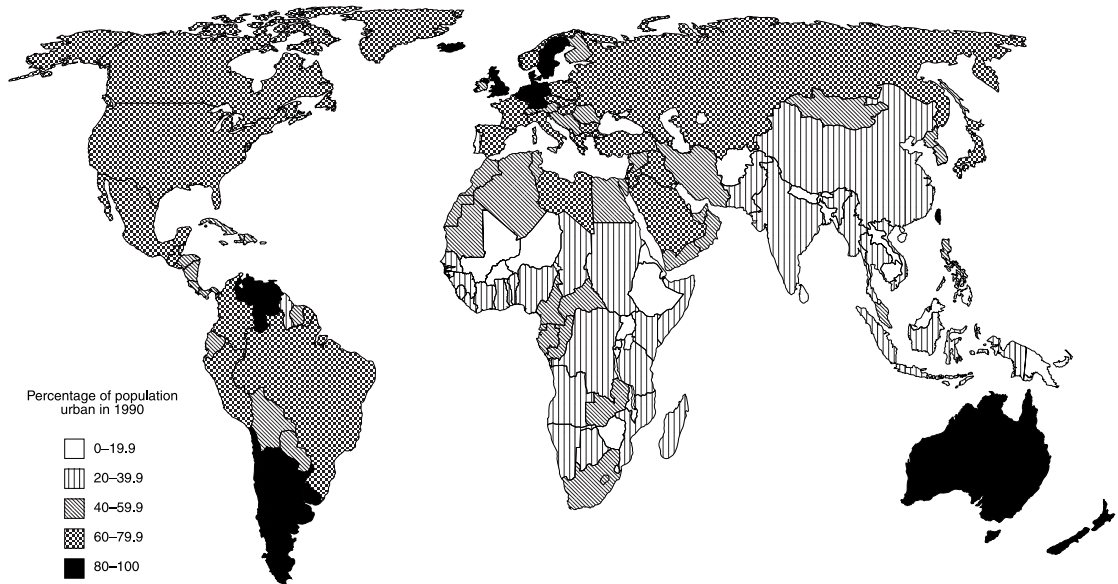 Percentage of population
urban in 1990
0–19.9
20–39.9
40–59.9
60–79.9
80–100